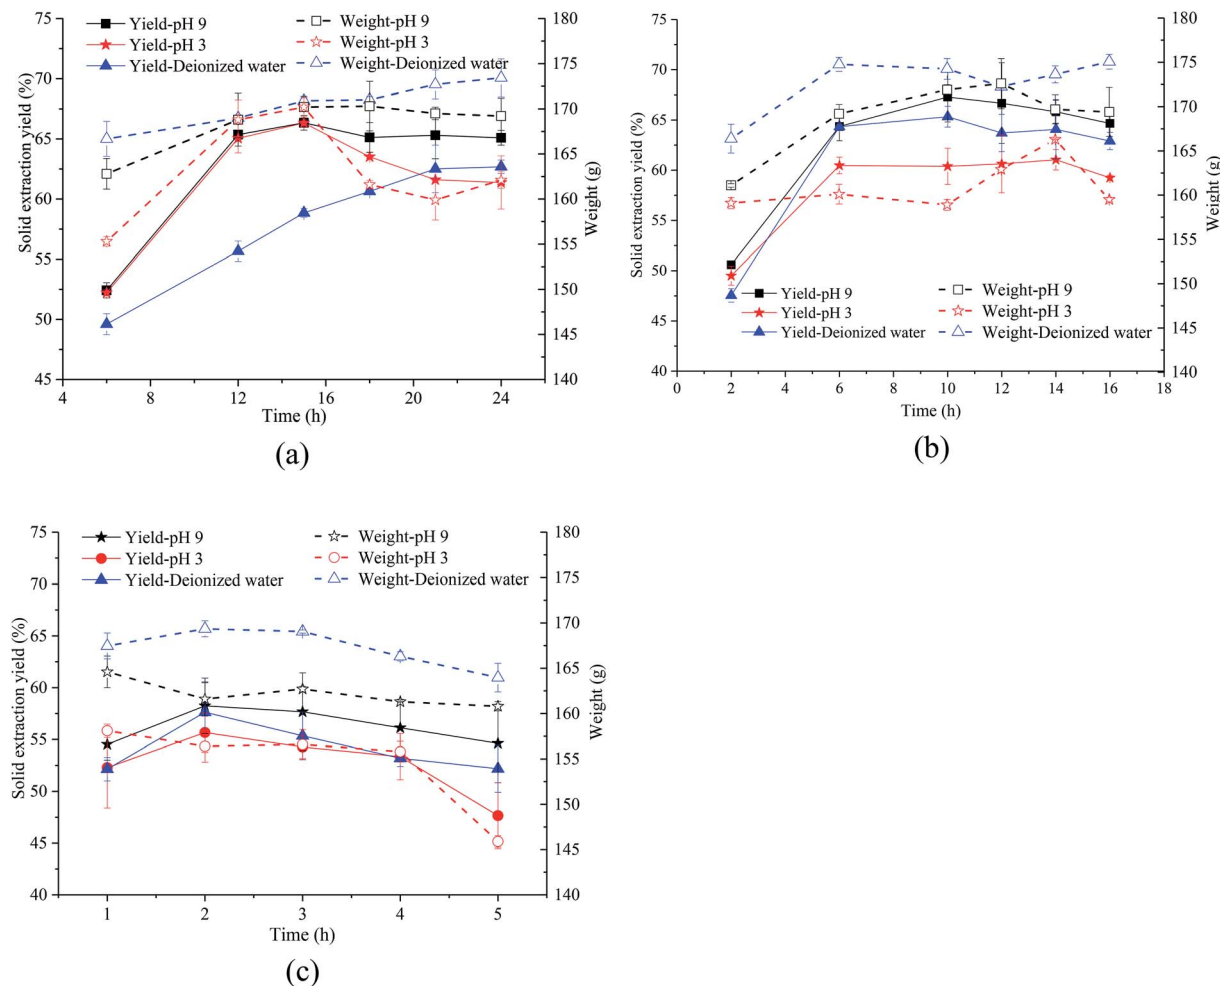 Yield-pH 9
Yield-pH 3
Yield-Deionized water
Weight-pH 9
Weight-pH 3
Weight-Deionized water
Solid extraction yield (%)
75
70
65
60
55
50
45
Weight (g)
180
175
170
165
160
155
150
145
140
4 8 12 16 20 24
Time (h)
(a)
Solid extraction yield (%)
75
70
65
60
55
50
45
40
Weight (g)
180
175
170
165
160
155
150
145
140
Yield-pH 9
Yield-pH 3
Yield-Deionized water
Weight-pH 9
Weight-pH 3
Weight-Deionized water
0 2 4 6 8 10 12 14 16 18
Time (h)
(b)
Yield-pH 9
Yield-pH 3
Yield-Deionized water
Weight-pH 9
Weight-pH 3
Weight-Deionized water
Solid extraction yield (%)
75
70
65
60
55
50
45
40
Weight (g)
180
175
170
165
160
155
150
145
140
1 2 3 4 5
Time (h)
(c)